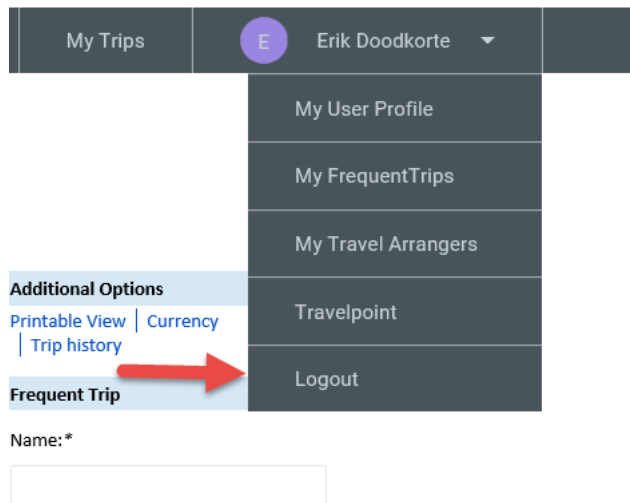 My Trips
E
Erik Doodkorte
My User Profile
My FrequentTrips
My Travel Arrangers
Travelpoint
Logout
Additional Options
Printable View | Currency
| Trip history
Frequent Trip
Name:*